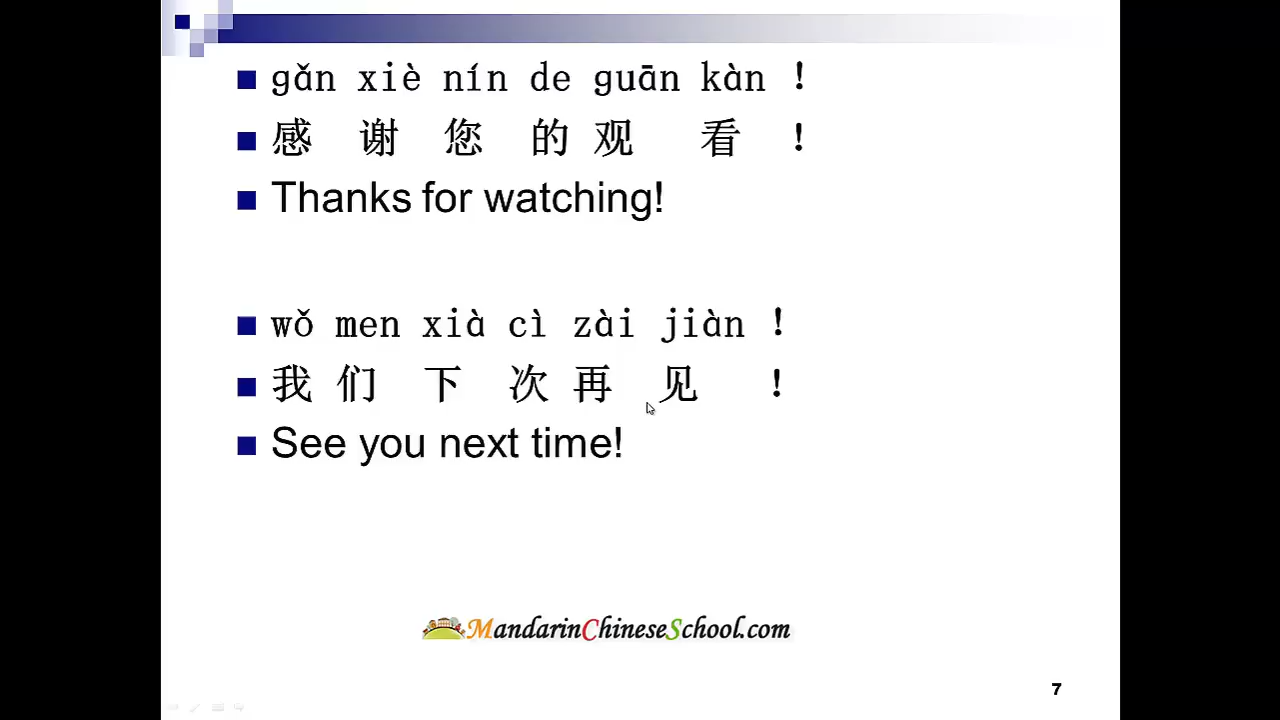 gǎn xiè nín de guān kàn !
感 谢 您 的 观 看 !
Thanks for watching!
wǒ men xià cì zài jiàn !
我 们 下 次 再 见 !
See you next time!
MandarinChineseSchool.com
7